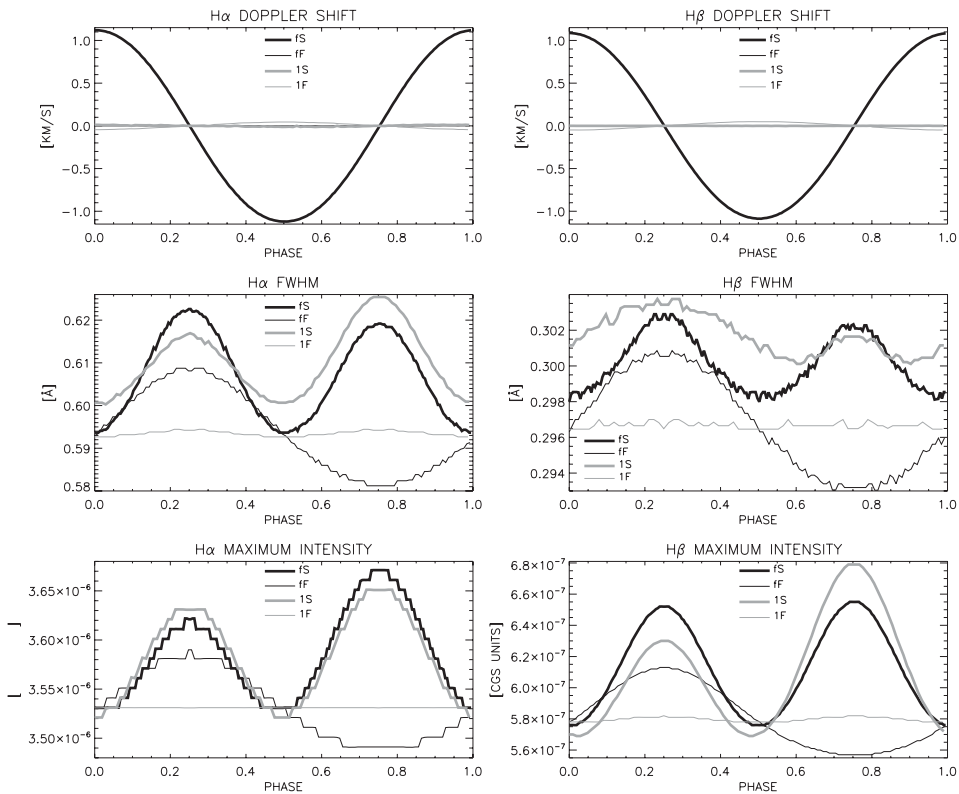 Hα DOPPLER SHIFT
1.0
0.5
0.0
−0.5
−1.0
[KM/S]
fS
fF
1S
1F
0.0 0.2 0.4 0.6 0.8 1.0
PHASE
Hβ DOPPLER SHIFT
1.0
0.5
0.0
−0.5
−1.0
[KM/S]
fS
fF
1S
1F
0.0 0.2 0.4 0.6 0.8 1.0
PHASE
Hα FWHM
0.62
0.61
0.60
0.59
0.58
[Å]
fS
fF
1S
1F
0.0 0.2 0.4 0.6 0.8 1.0
PHASE
Hβ FWHM
0.302
0.300
0.298
0.296
0.294
[Å]
fS
fF
1S
1F
0.0 0.2 0.4 0.6 0.8 1.0
PHASE
Hα MAXIMUM INTENSITY
3.65×10⁻⁶
3.60×10⁻⁶
3.55×10⁻⁶
3.50×10⁻⁶
fS
fF
1S
1F
0.0 0.2 0.4 0.6 0.8 1.0
PHASE
Hβ MAXIMUM INTENSITY
6.8×10⁻⁷
6.6×10⁻⁷
6.4×10⁻⁷
6.2×10⁻⁷
6.0×10⁻⁷
5.8×10⁻⁷
5.6×10⁻⁷
[CGS UNITS]
fS
fF
1S
1F
0.0 0.2 0.4 0.6 0.8 1.0
PHASE